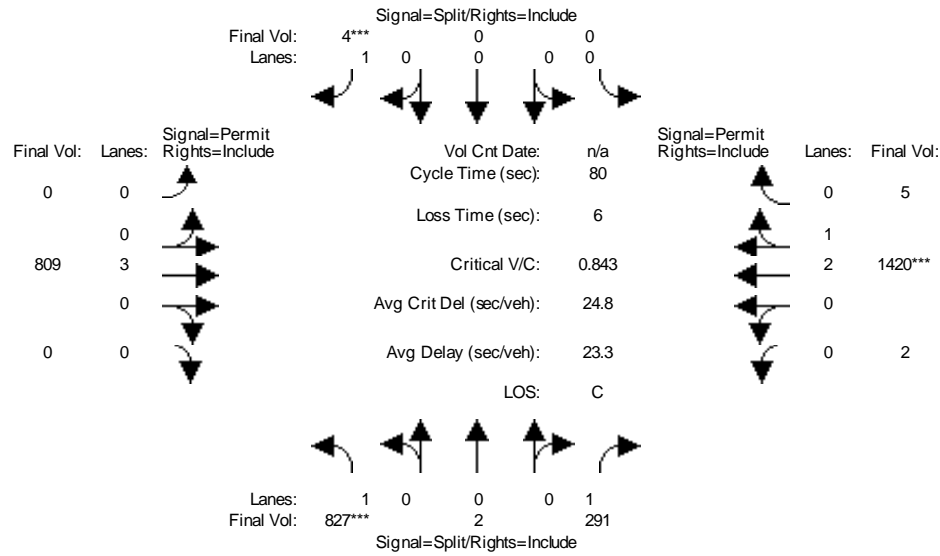 Signal=Split/Rights=Include
Final Vol: 4*** 0 0
Lanes: 1 0 0 0 0
Signal=Permit
Final Vol: Lanes: Rights=Include
Vol Cnt Date: n/a
Signal=Permit
Rights=Include Lanes: Final Vol:
Cycle Time (sec): 80
0 0
0 5
Loss Time (sec): 6
0
1
809 3
Critical V/C: 0.843
2 1420***
0
Avg Crit Del (sec/veh): 24.8
0
0 0
Avg Delay (sec/veh): 23.3
0 2
LOS: C
Lanes: 1 0 0 0 1
Final Vol: 827*** 2 291
Signal=Split/Rights=Include